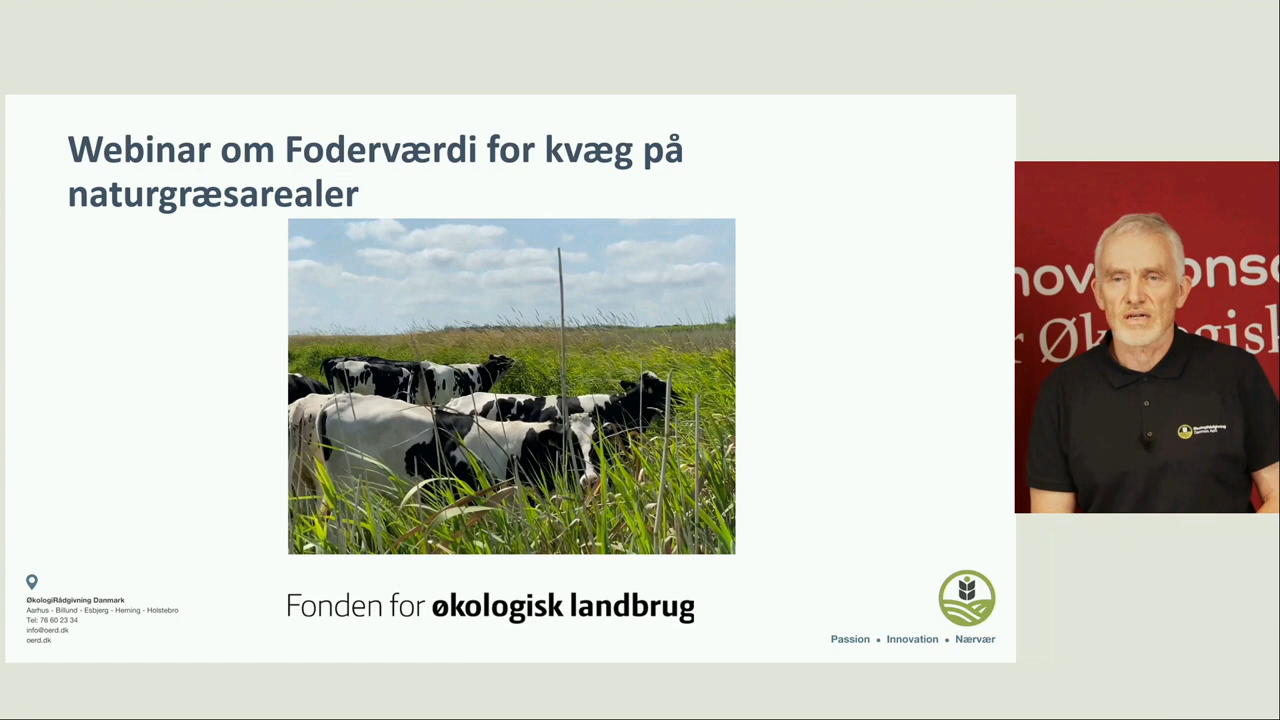 Webinar om Foderværdi for kvæg på
naturgræsarealer
ØkologiRådgivning Danmark
Aarhus - Billund - Esbjerg - Herning - Holstebro
Tel: 76 60 23 34
info@oerd.dk
oerd.dk
Fonden for økologisk landbrug
Passion • Innovation • Nærvær
ØkologiRådgivning